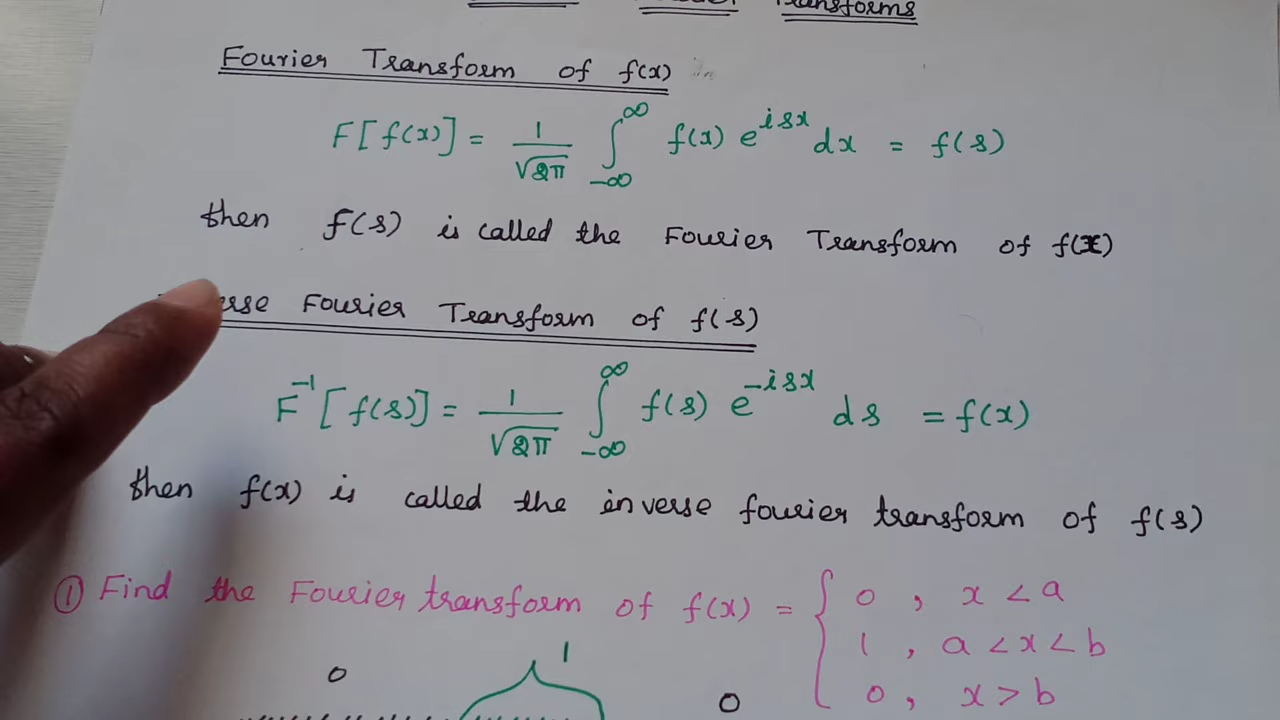 Transforms
Fourier Transform of f(x)
F[f(x)] = 1/√2π ∫_{-∞}^{∞} f(x) e^{isx} dx = f(s)
then f(s) is called the Fourier Transform of f(x)
Fourier Transform of f(s)
F^{-1}[f(s)] = 1/√2π ∫_{-∞}^{∞} f(s) e^{-isx} ds = f(x)
then f(x) is called the inverse fourier transform of f(s)
① Find the Fourier transform of f(x) = { 0 , x < a
1 , a < x < b
0 , x > b
0 1 0